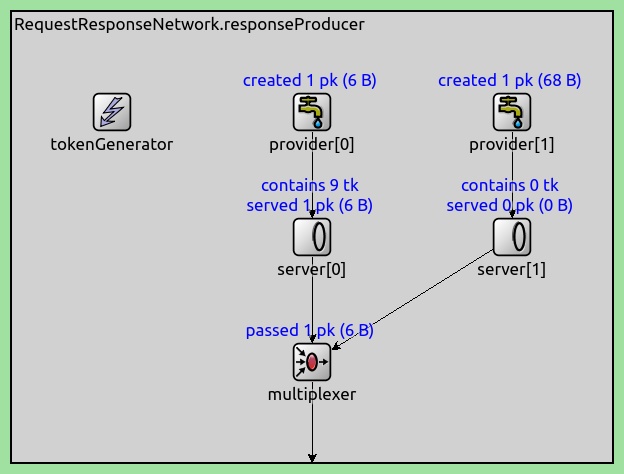 RequestResponseNetwork.responseProducer
created 1 pk (6 B)
created 1 pk (68 B)
tokenGenerator
provider[0]
provider[1]
contains 9 tk
served 1 pk (6 B)
contains 0 tk
served 0 pk (0 B)
server[0]
server[1]
passed 1 pk (6 B)
multiplexer